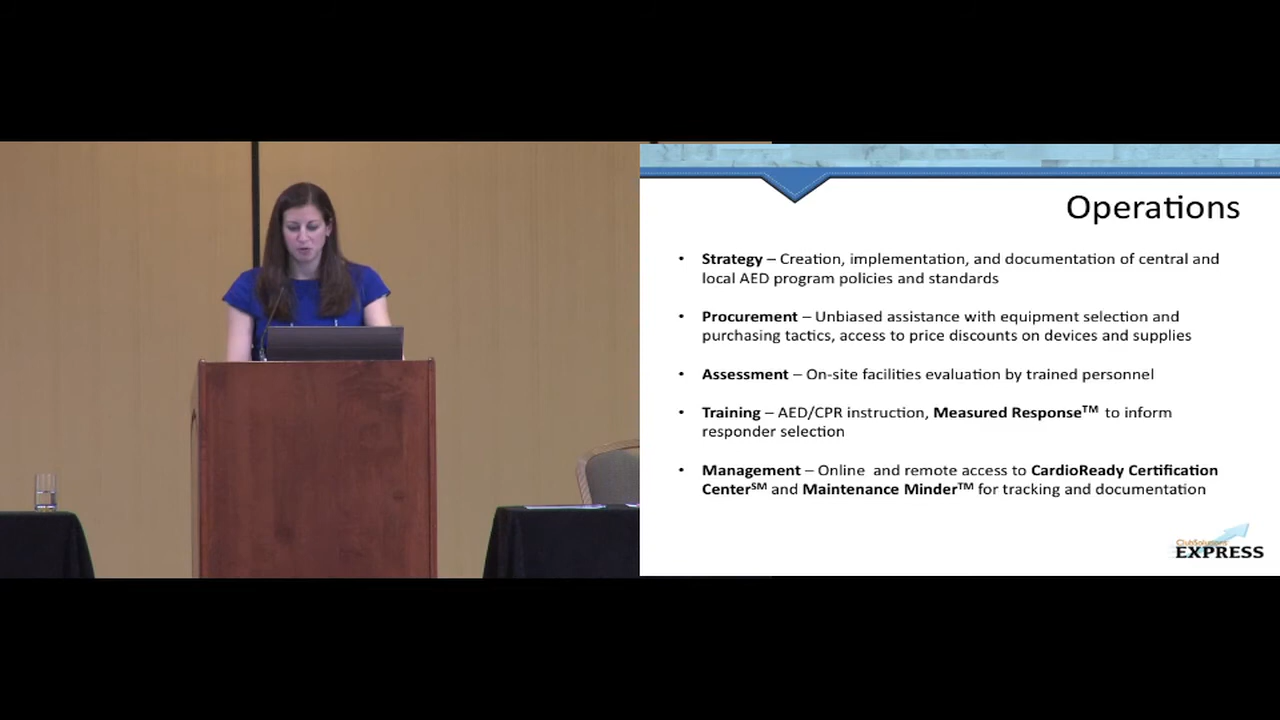 Operations
• Strategy – Creation, implementation, and documentation of central and
local AED program policies and standards
• Procurement – Unbiased assistance with equipment selection and
purchasing tactics, access to price discounts on devices and supplies
• Assessment – On-site facilities evaluation by trained personnel
• Training – AED/CPR instruction, Measured Response™ to inform
responder selection
• Management – Online and remote access to CardioReady Certification
Center℠ and Maintenance Minder™ for tracking and documentation
ClubSolutions
EXPRESS